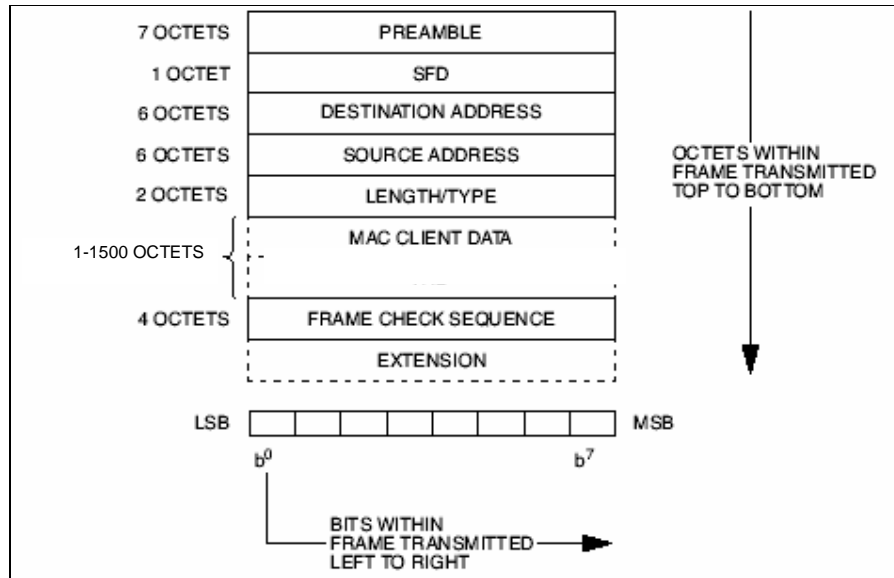 7 OCTETS PREAMBLE
1 OCTET SFD
6 OCTETS DESTINATION ADDRESS
6 OCTETS SOURCE ADDRESS
2 OCTETS LENGTH/TYPE
OCTETS WITHIN
FRAME TRANSMITTED
TOP TO BOTTOM
1-1500 OCTETS MAC CLIENT DATA
4 OCTETS FRAME CHECK SEQUENCE
EXTENSION
LSB MSB
b0 b7
BITS WITHIN
FRAME TRANSMITTED
LEFT TO RIGHT